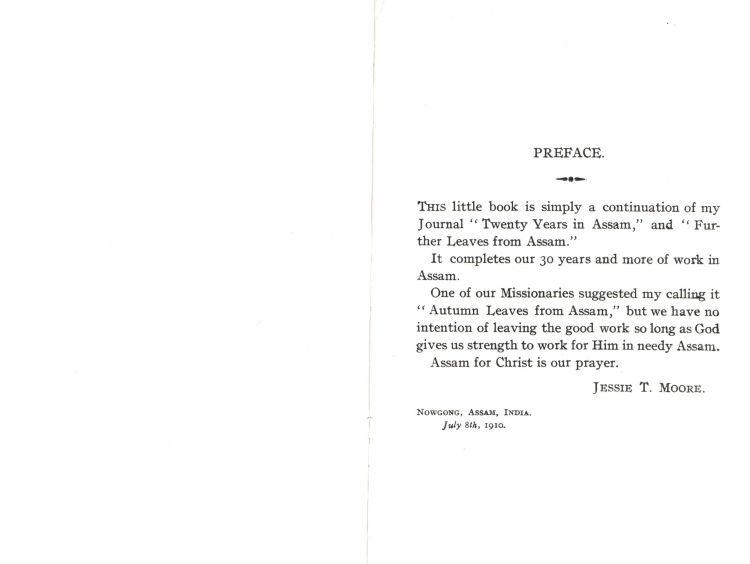 PREFACE.
THIS little book is simply a continuation of my
Journal “ Twenty Years in Assam,” and “ Fur-
ther Leaves from Assam.”
It completes our 30 years and more of work in
Assam.
One of our Missionaries suggested my calling it
“ Autumn Leaves from Assam,” but we have no
intention of leaving the good work so long as God
gives us strength to work for Him in needy Assam.
Assam for Christ is our prayer.
JESSIE T. MOORE.
NOWGONG, ASSAM, INDIA.
July 8th, 1910.